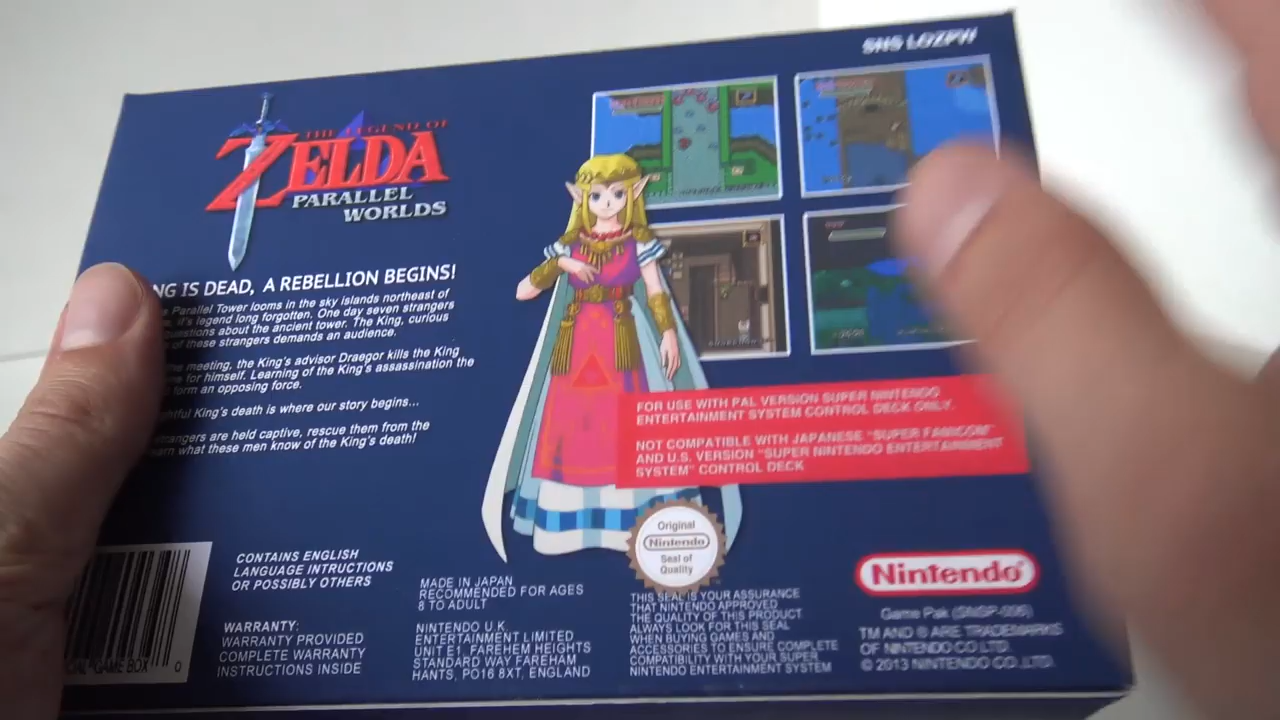 SNS LOZPW
THE LEGEND OF
ZELDA
PARALLEL
WORLDS
IS DEAD, A REBELLION BEGINS!
Parallel Tower looms in the sky islands northeast of
it's legend long forgotten. One day seven strangers
about the ancient tower. The King, curious
of these strangers demands an audience.
meeting, the King's advisor Draegor kills the King
for himself. Learning of the King's assassination the
form an opposing force.
King's death is where our story begins...
are held captive, rescue them from the
what these men know of the King's death!
FOR USE WITH PAL VERSION SUPER NINTENDO
ENTERTAINMENT SYSTEM CONTROL DECK ONLY.
NOT COMPATIBLE WITH JAPANESE "SUPER FAMICOM"
AND U.S. VERSION "SUPER NINTENDO ENTERTAINMENT
SYSTEM" CONTROL DECK
Original
Nintendo
Seal of
Quality
GAME BOX 0
CONTAINS ENGLISH
LANGUAGE INSTRUCTIONS
OR POSSIBLY OTHERS
WARRANTY:
WARRANTY PROVIDED
COMPLETE WARRANTY
INSTRUCTIONS INSIDE
MADE IN JAPAN
RECOMMENDED FOR AGES
8 TO ADULT
NINTENDO U.K.
ENTERTAINMENT LIMITED
UNIT E1, FAREHEM HEIGHTS
STANDARD WAY FAREHAM
HANTS, PO16 8XT, ENGLAND
THIS SEAL IS YOUR ASSURANCE
THAT NINTENDO APPROVED
THE QUALITY OF THIS PRODUCT
ALWAYS LOOK FOR THIS SEAL
WHEN BUYING GAMES AND
ACCESSORIES TO ENSURE COMPLETE
COMPATIBILITY WITH YOUR SUPER
NINTENDO ENTERTAINMENT SYSTEM
Nintendo
Game Pak (SNSP-006)
TM AND ® ARE TRADEMARKS
OF NINTENDO CO LTD.
© 2013 NINTENDO CO., LTD.